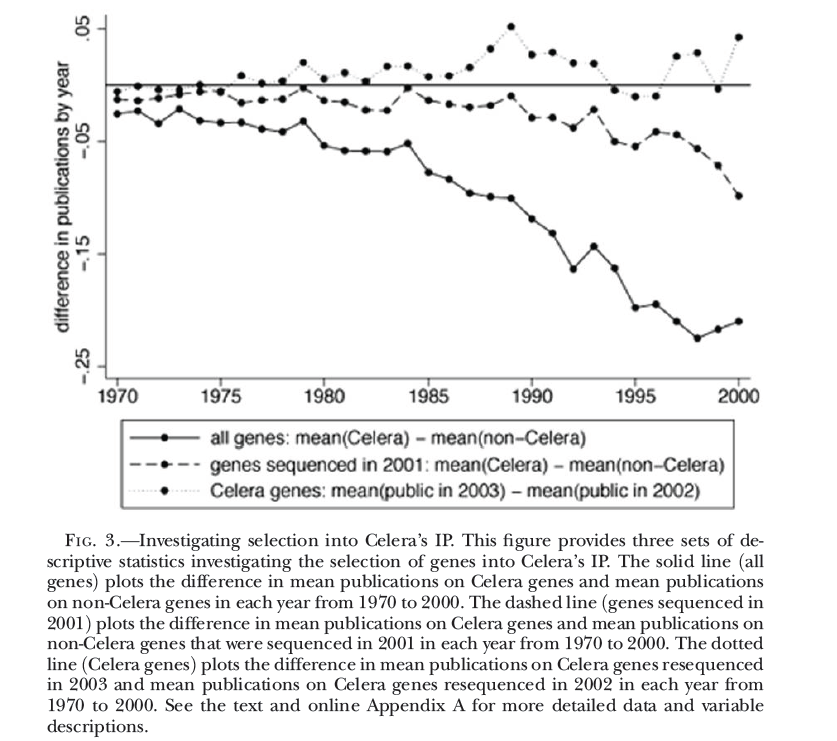 difference in publications by year
.05
-.05
-.15
-.25
1970 1975 1980 1985 1990 1995 2000
all genes: mean(Celera) - mean(non-Celera)
genes sequenced in 2001: mean(Celera) - mean(non-Celera)
Celera genes: mean(public in 2003) - mean(public in 2002)
FIG. 3.—Investigating selection into Celera's IP. This figure provides three sets of de-
scriptive statistics investigating the selection of genes into Celera's IP. The solid line (all
genes) plots the difference in mean publications on Celera genes and mean publications
on non-Celera genes in each year from 1970 to 2000. The dashed line (genes sequenced in
2001) plots the difference in mean publications on Celera genes and mean publications on
non-Celera genes that were sequenced in 2001 in each year from 1970 to 2000. The dotted
line (Celera genes) plots the difference in mean publications on Celera genes resequenced
in 2003 and mean publications on Celera genes resequenced in 2002 in each year from
1970 to 2000. See the text and online Appendix A for more detailed data and variable
descriptions.